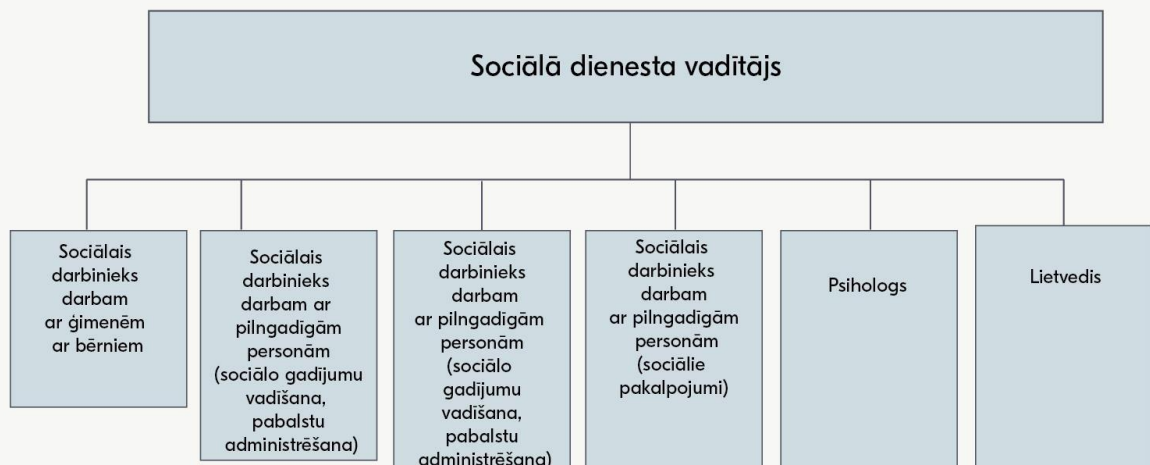 Sociālā dienesta vadītājs
Sociālais
darbinieks
darbam
ar ģimenēm
ar bērniem
Sociālais
darbinieks
darbam ar
pilngadīgām
personām
(sociālo gadījumu
vadīšana,
pabalstu
administrēšana)
Sociālais
darbinieks
darbam
ar pilngadīgām
personām
(sociālo
gadījumu
vadīšana,
pabalstu
administrēšana)
Sociālais
darbinieks
darbam
ar pilngadīgām
personām
(sociālie
pakalpojumi)
Psihologs
Lietvedis